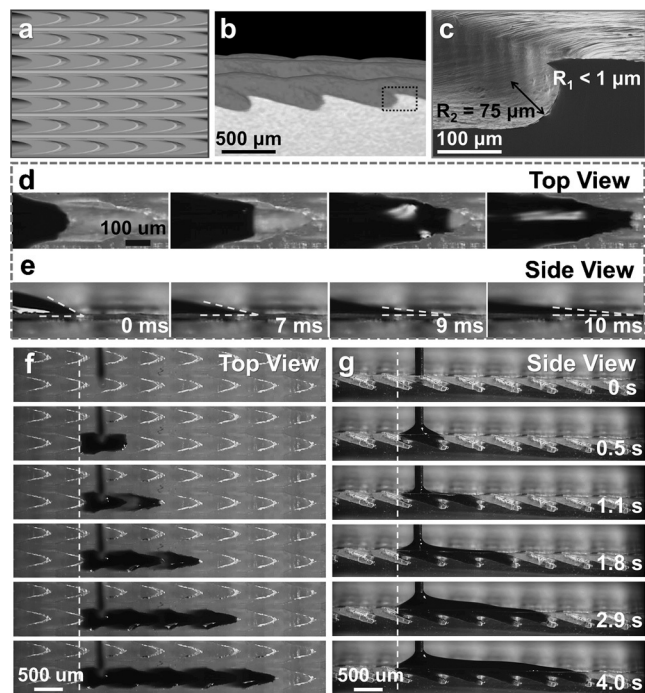 a
b
c
500 μm
R₁ < 1 μm
R₂ = 75 μm
100 μm
Top View
d
100 um
e
Side View
0 ms
7 ms
9 ms
10 ms
f
Top View
g
Side View
0 s
0.5 s
1.1 s
1.8 s
2.9 s
4.0 s
500 um
500 um